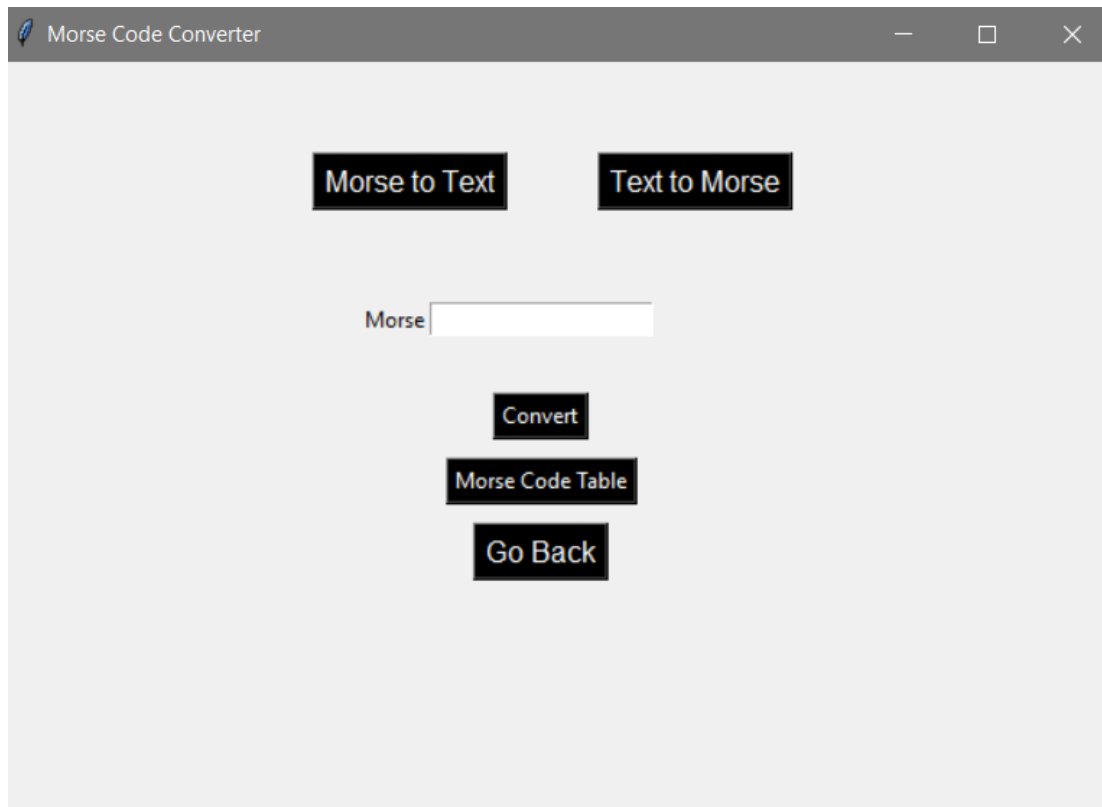 Morse Code Converter
Morse to Text Text to Morse
Morse
Convert
Morse Code Table
Go Back